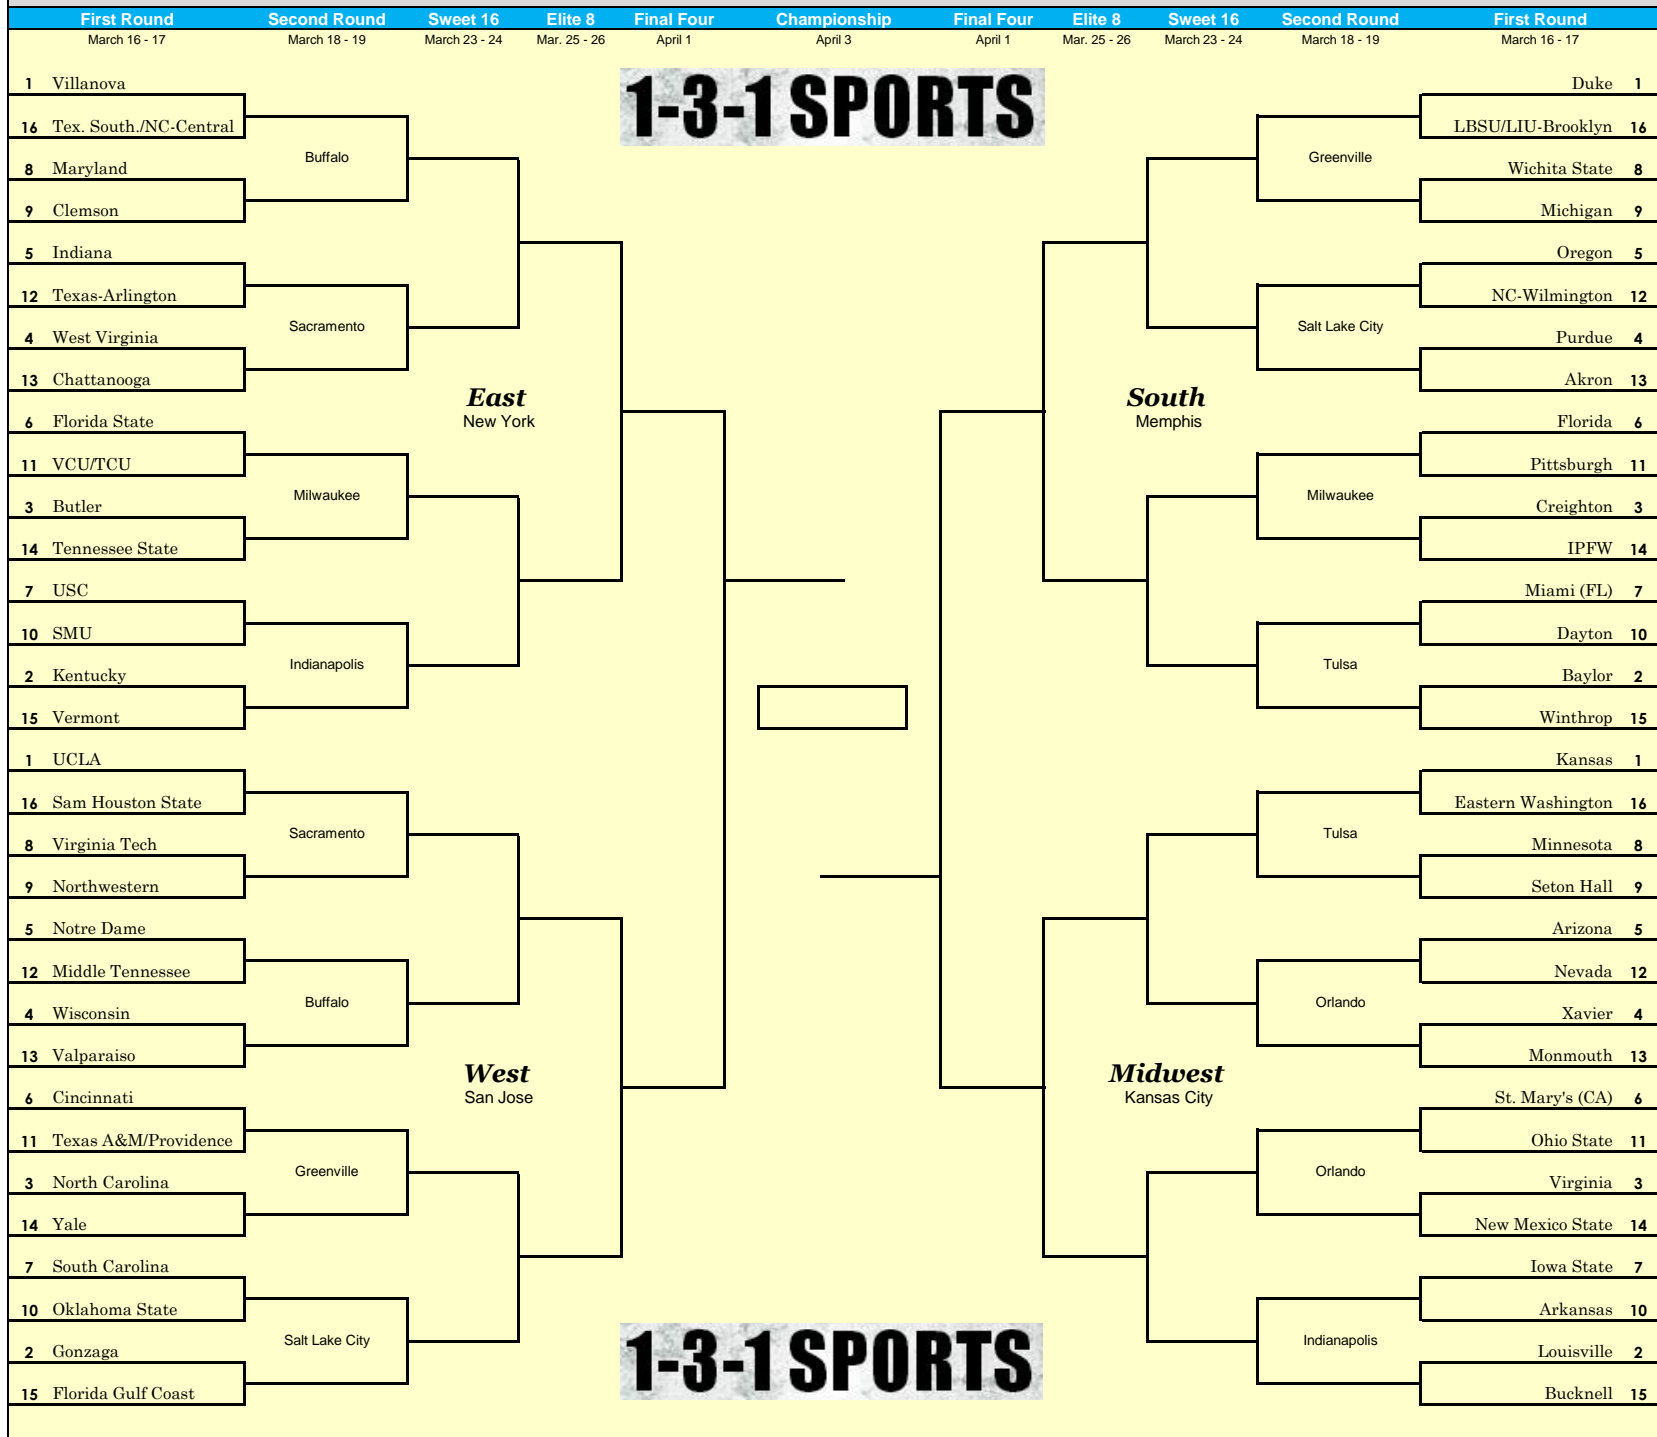 First Round Second Round Sweet 16 Elite 8 Final Four Championship Final Four Elite 8 Sweet 16 Second Round First Round
March 16 - 17 March 18 - 19 March 23 - 24 Mar. 25 - 26 April 1 April 3 April 1 Mar. 25 - 26 March 23 - 24 March 18 - 19 March 16 - 17
1-3-1 SPORTS
1 Villanova
16 Tex. South./NC-Central
Buffalo
8 Maryland
9 Clemson
5 Indiana
12 Texas-Arlington
Sacramento
4 West Virginia
13 Chattanooga
East
New York
6 Florida State
11 VCU/TCU
Milwaukee
3 Butler
14 Tennessee State
7 USC
10 SMU
Indianapolis
2 Kentucky
15 Vermont
1 UCLA
16 Sam Houston State
Sacramento
8 Virginia Tech
9 Northwestern
5 Notre Dame
12 Middle Tennessee
Buffalo
4 Wisconsin
13 Valparaiso
West
San Jose
6 Cincinnati
11 Texas A&M/Providence
Greenville
3 North Carolina
14 Yale
7 South Carolina
10 Oklahoma State
Salt Lake City
2 Gonzaga
15 Florida Gulf Coast
Duke 1
LBSU/LIU-Brooklyn 16
Greenville
Wichita State 8
Michigan 9
Oregon 5
NC-Wilmington 12
Salt Lake City
Purdue 4
Akron 13
South
Memphis
Florida 6
Pittsburgh 11
Milwaukee
Creighton 3
IPFW 14
Miami (FL) 7
Dayton 10
Tulsa
Baylor 2
Winthrop 15
Kansas 1
Eastern Washington 16
Tulsa
Minnesota 8
Seton Hall 9
Arizona 5
Nevada 12
Orlando
Xavier 4
Monmouth 13
Midwest
Kansas City
St. Mary's (CA) 6
Ohio State 11
Orlando
Virginia 3
New Mexico State 14
Iowa State 7
Arkansas 10
Indianapolis
Louisville 2
Bucknell 15
1-3-1 SPORTS